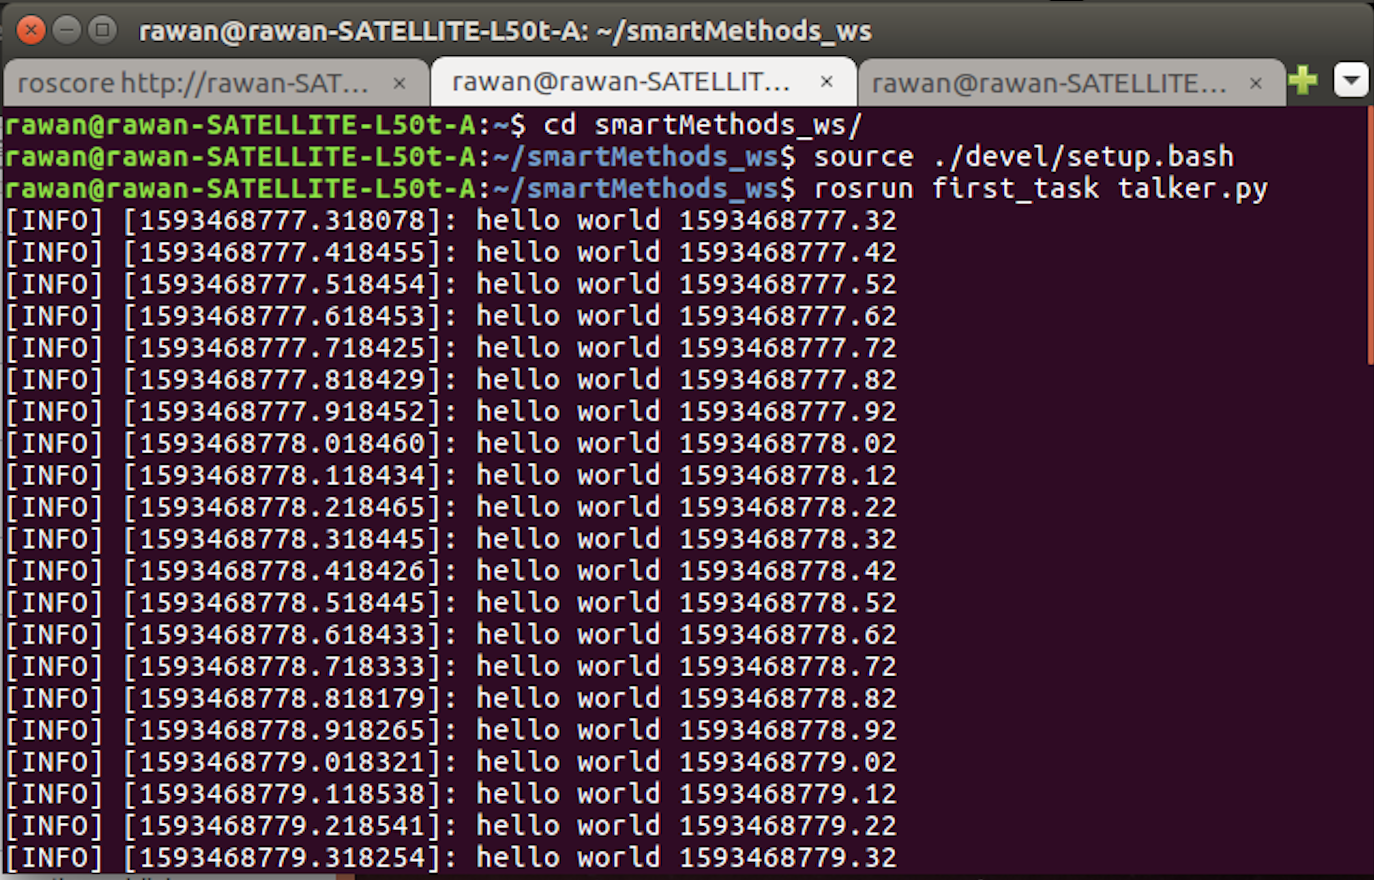 rawan@rawan-SATELLITE-L50t-A: ~/smartMethods_ws
roscore http://rawan-SAT... × rawan@rawan-SATELLIT... × rawan@rawan-SATELLITE... ×
rawan@rawan-SATELLITE-L50t-A:~$ cd smartMethods_ws/
rawan@rawan-SATELLITE-L50t-A:~/smartMethods_ws$ source ./devel/setup.bash
rawan@rawan-SATELLITE-L50t-A:~/smartMethods_ws$ rosrun first_task talker.py
[INFO] [1593468777.318078]: hello world 1593468777.32
[INFO] [1593468777.418455]: hello world 1593468777.42
[INFO] [1593468777.518454]: hello world 1593468777.52
[INFO] [1593468777.618453]: hello world 1593468777.62
[INFO] [1593468777.718425]: hello world 1593468777.72
[INFO] [1593468777.818429]: hello world 1593468777.82
[INFO] [1593468777.918452]: hello world 1593468777.92
[INFO] [1593468778.018460]: hello world 1593468778.02
[INFO] [1593468778.118434]: hello world 1593468778.12
[INFO] [1593468778.218465]: hello world 1593468778.22
[INFO] [1593468778.318445]: hello world 1593468778.32
[INFO] [1593468778.418426]: hello world 1593468778.42
[INFO] [1593468778.518445]: hello world 1593468778.52
[INFO] [1593468778.618433]: hello world 1593468778.62
[INFO] [1593468778.718333]: hello world 1593468778.72
[INFO] [1593468778.818179]: hello world 1593468778.82
[INFO] [1593468778.918265]: hello world 1593468778.92
[INFO] [1593468779.018321]: hello world 1593468779.02
[INFO] [1593468779.118538]: hello world 1593468779.12
[INFO] [1593468779.218541]: hello world 1593468779.22
[INFO] [1593468779.318254]: hello world 1593468779.32